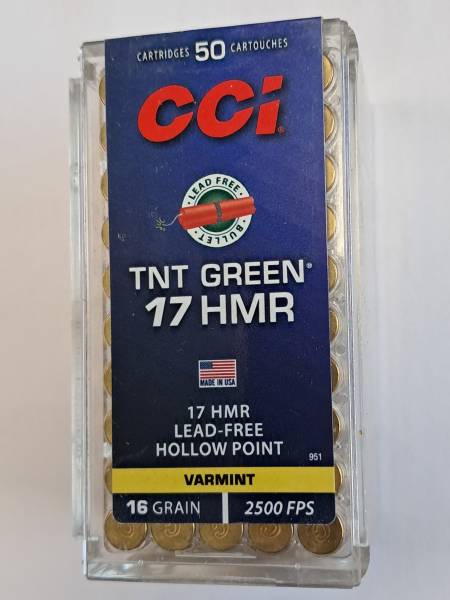 CARTRIDGES 50 CARTOUCHES
CCI
LEAD FREE
BULLET
TNT GREEN®
17 HMR
MADE IN USA
17 HMR
LEAD-FREE
HOLLOW POINT
951
VARMINT
16 GRAIN 2500 FPS